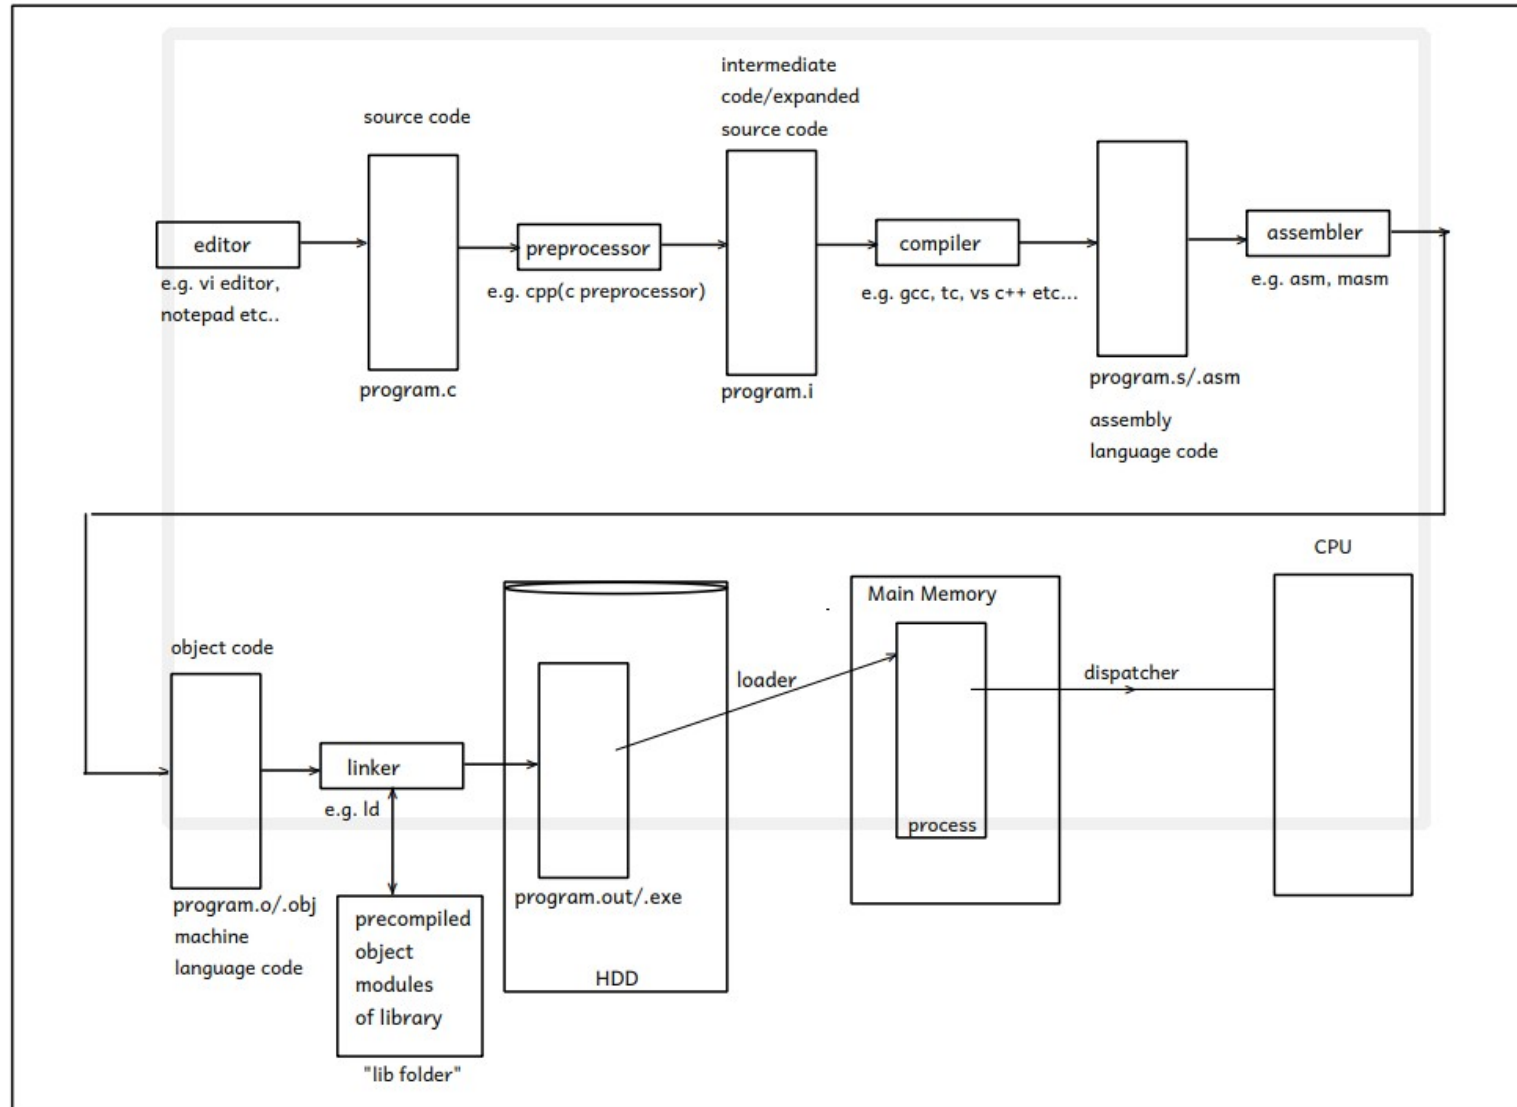 source code
intermediate
code/expanded
source code
editor
e.g. vi editor,
notepad etc..
program.c
preprocessor
e.g. cpp(c preprocessor)
program.i
compiler
e.g. gcc, tc, vs c++ etc...
program.s/.asm
assembly
language code
assembler
e.g. asm, masm
object code
program.o/.obj
machine
language code
linker
e.g. ld
precompiled
object
modules
of library
"lib folder"
program.out/.exe
HDD
loader
Main Memory
process
dispatcher
CPU